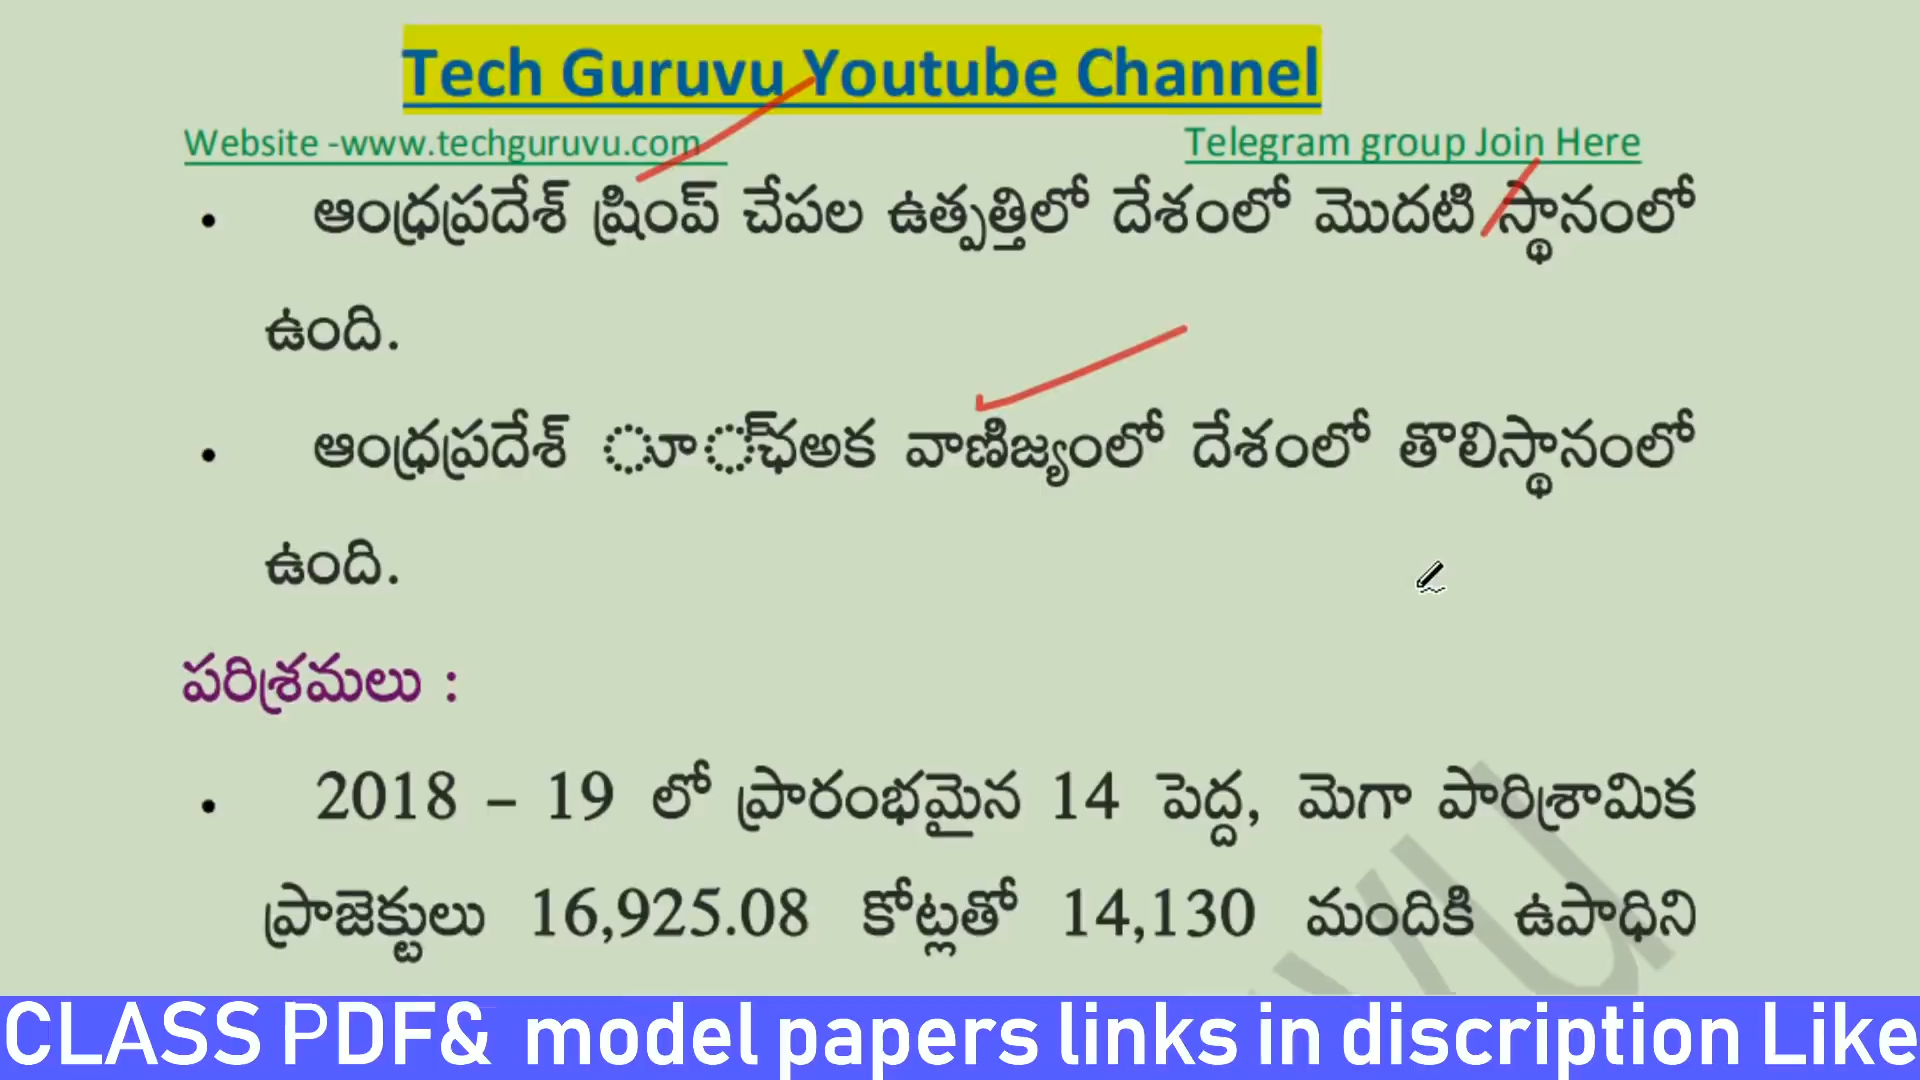 Tech Guruvu Youtube Channel
Website -www.techguruvu.com Telegram group Join Here
• ఆంధ్రప్రదేశ్ ష్రింప్ చేపల ఉత్పత్తిలో దేశంలో మొదటి స్థానంలో
ఉంది.
• ఆంధ్రప్రదేశ్ వాణిజ్యంలో దేశంలో తొలిస్థానంలో
ఉంది.
పరిశ్రమలు :
• 2018 – 19 లో ప్రారంభమైన 14 పెద్ద, మెగా పారిశ్రామిక
ప్రాజెక్టులు 16,925.08 కోట్లతో 14,130 మందికి ఉపాధిని
CLASS PDF& model papers links in discription Like